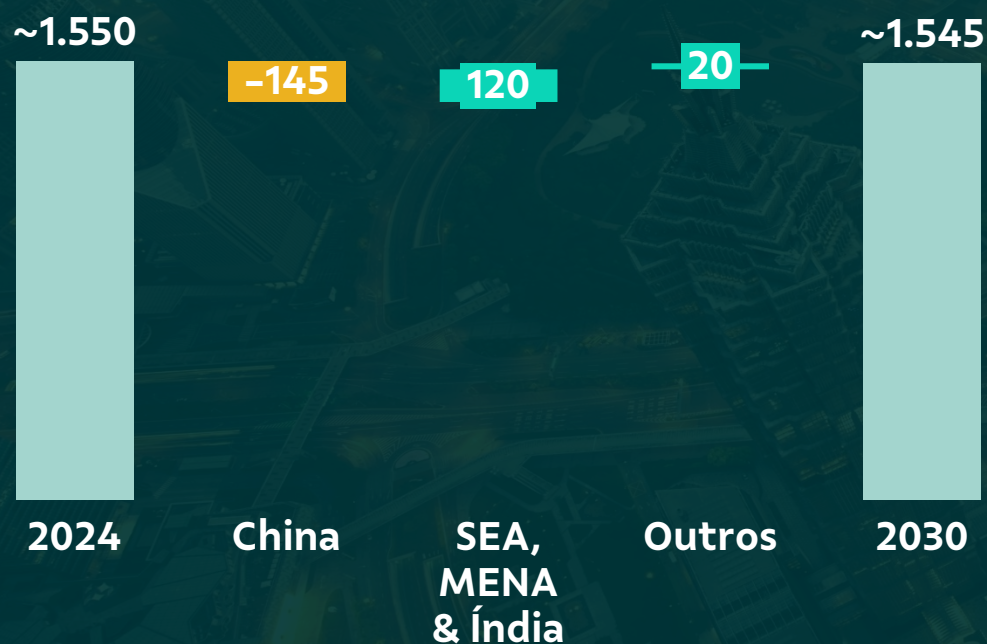 ~1.550
-145
120
20
~1.545
2024
China
SEA,
MENA
& Índia
Outros
2030